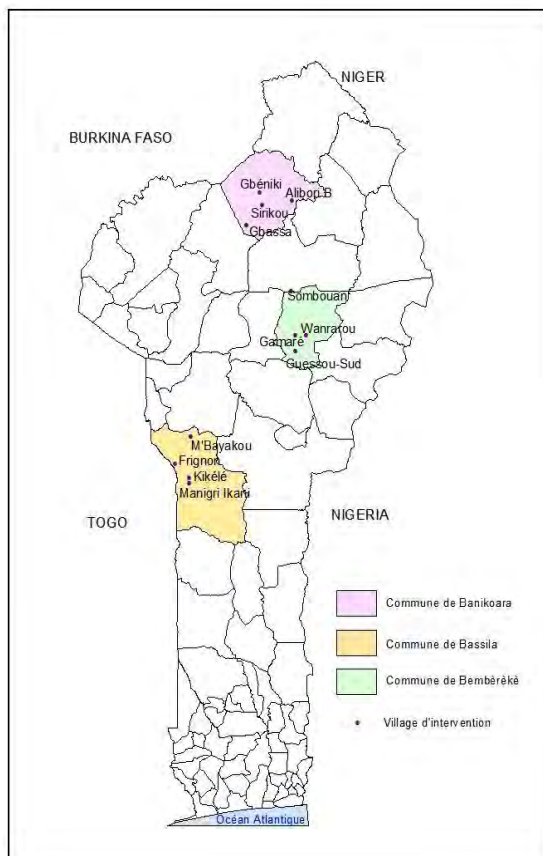 NIGER
BURKINA FASO
Gbéniki
Alibori B
Sirikou
Gbassa
Sombouan
Wanrarou
Gamaré
Guessou-Sud
M'Bayakou
Frignon
Kikélé
Manigri Ikani
TOGO
NIGERIA
Commune de Banikoara
Commune de Bassila
Commune de Bembèrèkè
Village d'intervention
Océan Atlantique